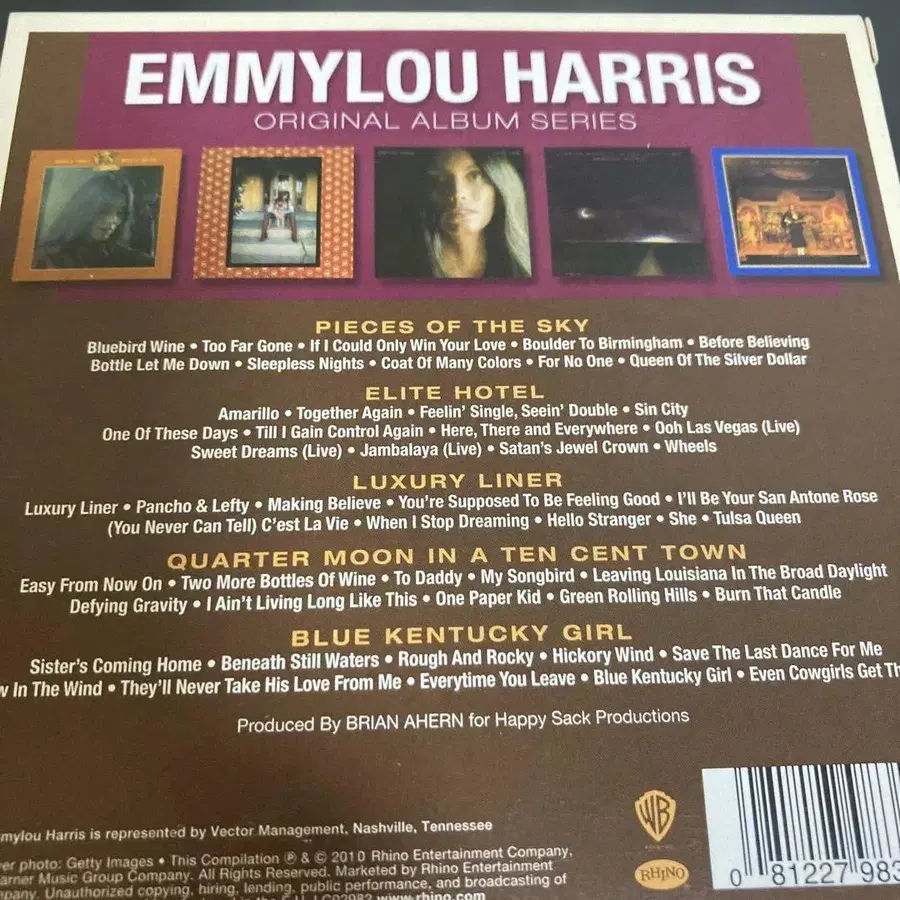 EMMYLOU HARRIS
ORIGINAL ALBUM SERIES
PIECES OF THE SKY
Bluebird Wine • Too Far Gone • If I Could Only Win Your Love • Boulder To Birmingham • Before Believing
Bottle Let Me Down • Sleepless Nights • Coat Of Many Colors • For No One • Queen Of The Silver Dollar
ELITE HOTEL
Amarillo • Together Again • Feelin' Single, Seein' Double • Sin City
One Of These Days • Till I Gain Control Again • Here, There and Everywhere • Ooh Las Vegas (Live)
Sweet Dreams (Live) • Jambalaya (Live) • Satan's Jewel Crown • Wheels
LUXURY LINER
Luxury Liner • Pancho & Lefty • Making Believe • You're Supposed To Be Feeling Good • I'll Be Your San Antone Rose
(You Never Can Tell) C'est La Vie • When I Stop Dreaming • Hello Stranger • She • Tulsa Queen
QUARTER MOON IN A TEN CENT TOWN
Easy From Now On • Two More Bottles Of Wine • To Daddy • My Songbird • Leaving Louisiana In The Broad Daylight
Defying Gravity • I Ain't Living Long Like This • One Paper Kid • Green Rolling Hills • Burn That Candle
BLUE KENTUCKY GIRL
Sister's Coming Home • Beneath Still Waters • Rough And Rocky • Hickory Wind • Save The Last Dance For Me
w In The Wind • They'll Never Take His Love From Me • Everytime You Leave • Blue Kentucky Girl • Even Cowgirls Get Th
Produced By BRIAN AHERN for Happy Sack Productions
mylou Harris is represented by Vector Management, Nashville, Tennessee
er photo: Getty Images • This Compilation ℗ & © 2010 Rhino Entertainment Company,
arner Music Group Company. All Rights Reserved. Marketed by Rhino Entertainment
pany. Unauthorized copying, hiring, lending, public performance, and broadcasting of
LC02982 www.rhino.com
WB
RHINO
0 81227 983